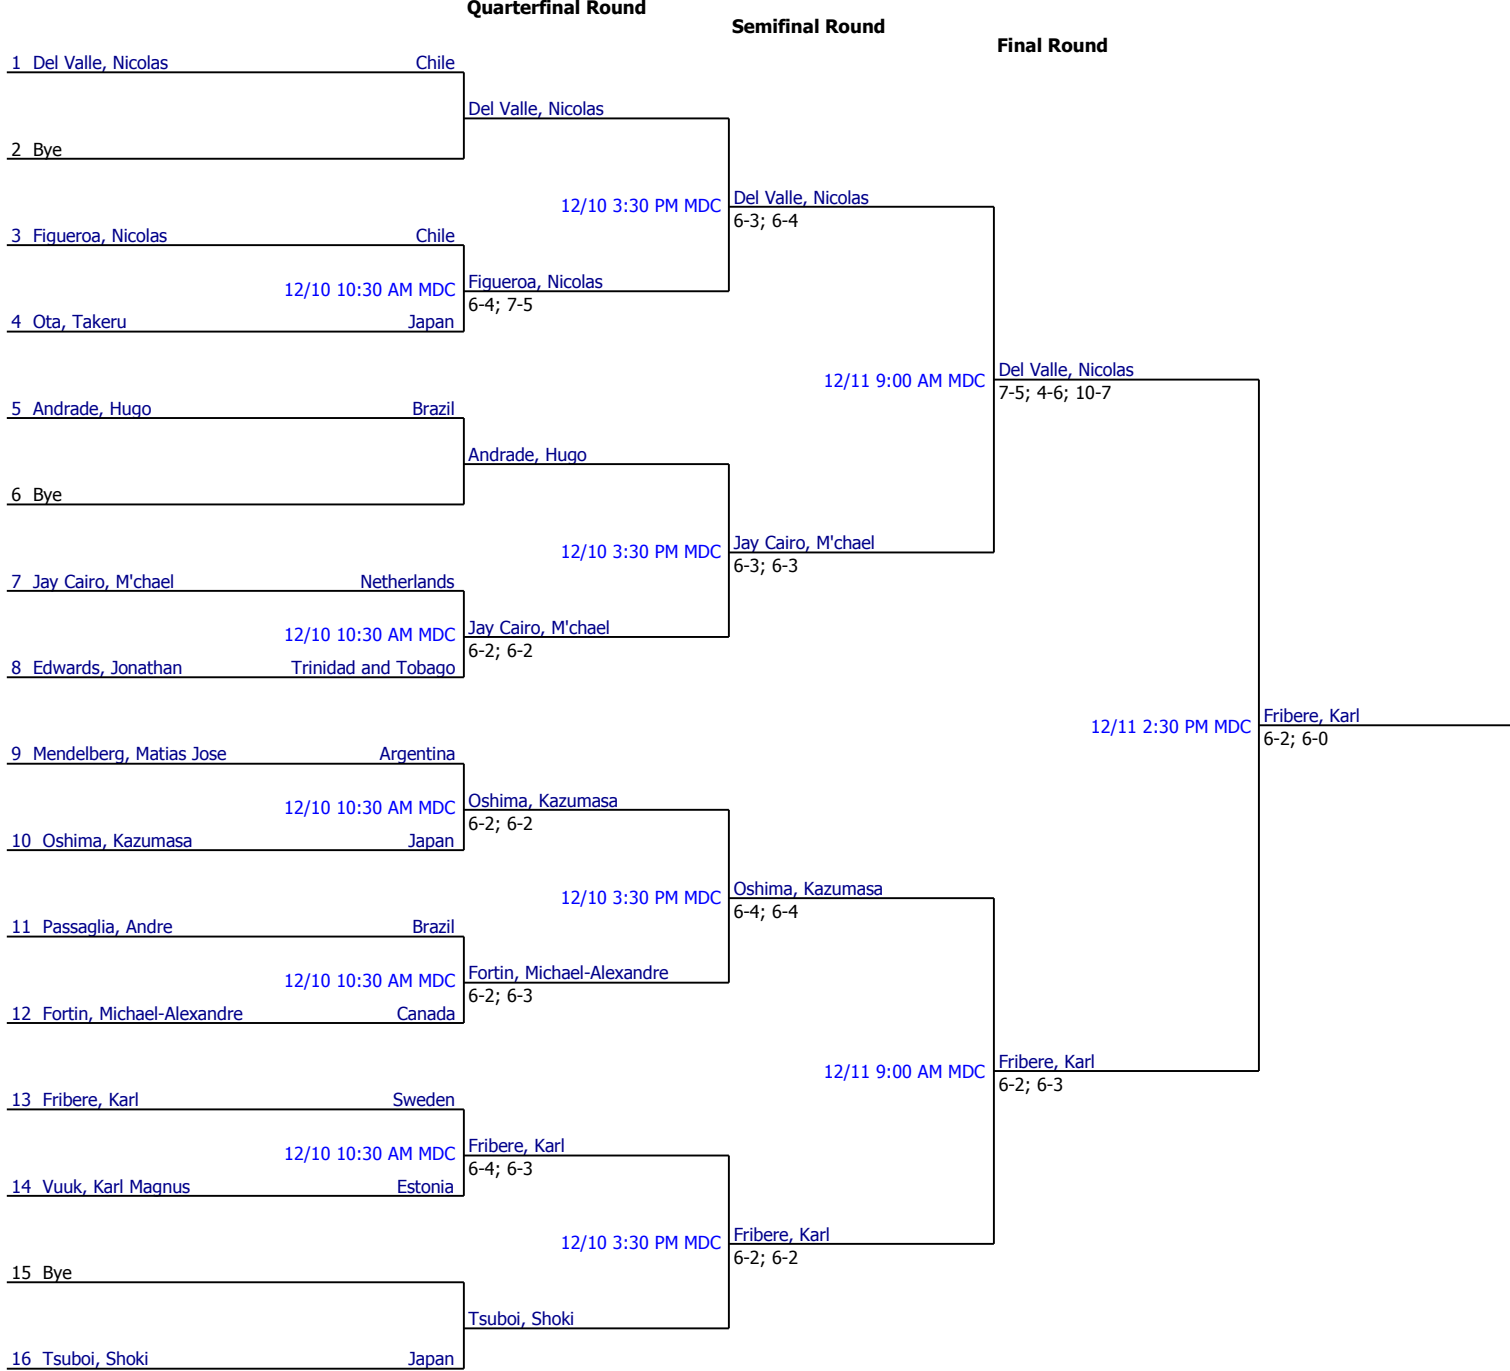 Quarterfinal Round
Semifinal Round
Final Round
1 Del Valle, Nicolas Chile
Del Valle, Nicolas
2 Bye
12/10 3:30 PM MDC Del Valle, Nicolas
6-3; 6-4
3 Figueroa, Nicolas Chile
12/10 10:30 AM MDC Figueroa, Nicolas
6-4; 7-5
4 Ota, Takeru Japan
12/11 9:00 AM MDC Del Valle, Nicolas
7-5; 4-6; 10-7
5 Andrade, Hugo Brazil
Andrade, Hugo
6 Bye
12/10 3:30 PM MDC Jay Cairo, M'chael
6-3; 6-3
7 Jay Cairo, M'chael Netherlands
12/10 10:30 AM MDC Jay Cairo, M'chael
6-2; 6-2
8 Edwards, Jonathan Trinidad and Tobago
12/11 2:30 PM MDC Fribere, Karl
6-2; 6-0
9 Mendelberg, Matias Jose Argentina
12/10 10:30 AM MDC Oshima, Kazumasa
6-2; 6-2
10 Oshima, Kazumasa Japan
12/10 3:30 PM MDC Oshima, Kazumasa
6-4; 6-4
11 Passaglia, Andre Brazil
12/10 10:30 AM MDC Fortin, Michael-Alexandre
6-2; 6-3
12 Fortin, Michael-Alexandre Canada
12/11 9:00 AM MDC Fribere, Karl
6-2; 6-3
13 Fribere, Karl Sweden
12/10 10:30 AM MDC Fribere, Karl
6-4; 6-3
14 Vuuk, Karl Magnus Estonia
12/10 3:30 PM MDC Fribere, Karl
6-2; 6-2
15 Bye
Tsuboi, Shoki
16 Tsuboi, Shoki Japan